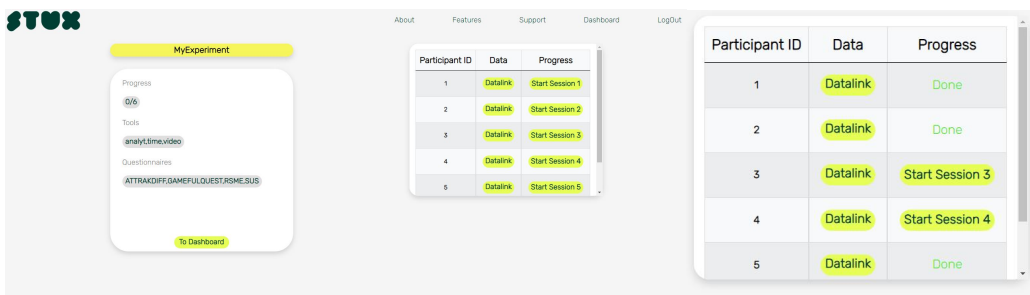 STUX
About Features Support Dashboard LogOut
MyExperiment
Progress
0/6
Tools
analyt,time,video
Questionnaires
ATTRAKDIFF,GAMEFULQUEST,RSME,SUS
To Dashboard
Participant ID Data Progress
1 Datalink Start Session 1
2 Datalink Start Session 2
3 Datalink Start Session 3
4 Datalink Start Session 4
5 Datalink Start Session 5
Participant ID Data Progress
1 Datalink Done
2 Datalink Done
3 Datalink Start Session 3
4 Datalink Start Session 4
5 Datalink Done